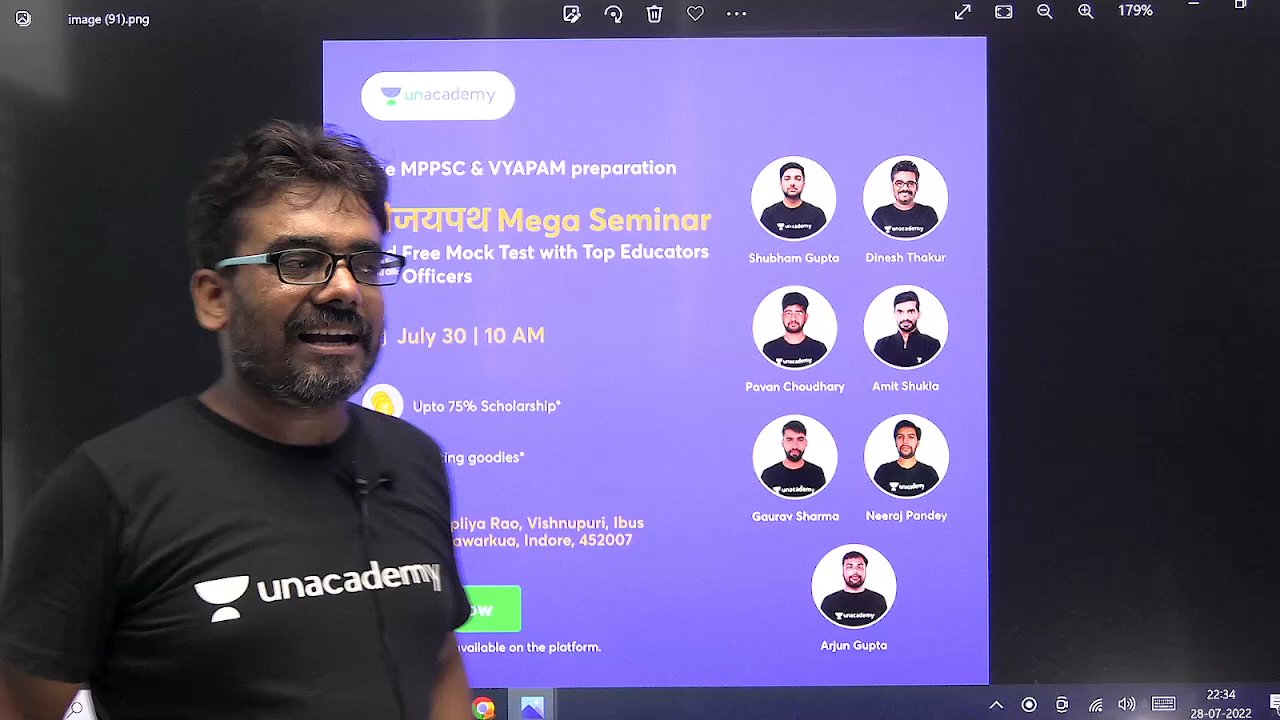 image (91).png
179%
unacademy
MPPSC & VYAPAM preparation
Mega Seminar
Free Mock Test with Top Educators
Officers
July 30 | 10 AM
Upto 75% Scholarship*
goodies*
Rao, Vishnupuri, Ibus
Indore, 452007
available on the platform.
Shubham Gupta
Dinesh Thakur
Pavan Choudhary
Amit Shukla
Gaurav Sharma
Neeraj Pandey
Arjun Gupta
unacademy
22:34
28-07-2022